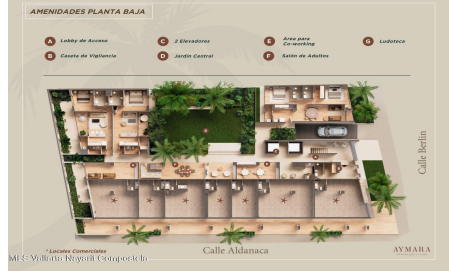 AMENIDADES PLANTA BAJA
A Lobby de Acceso
C 2 Elevadores
E Área para Co-working
G Ludoteca
B Caseta de Vigilancia
D Jardín Central
F Salón de Adultos
Calle Berlín
* Locales Comerciales
Calle Aldanaca
AYMARA
MLS Vallarta Nayarit Compostela